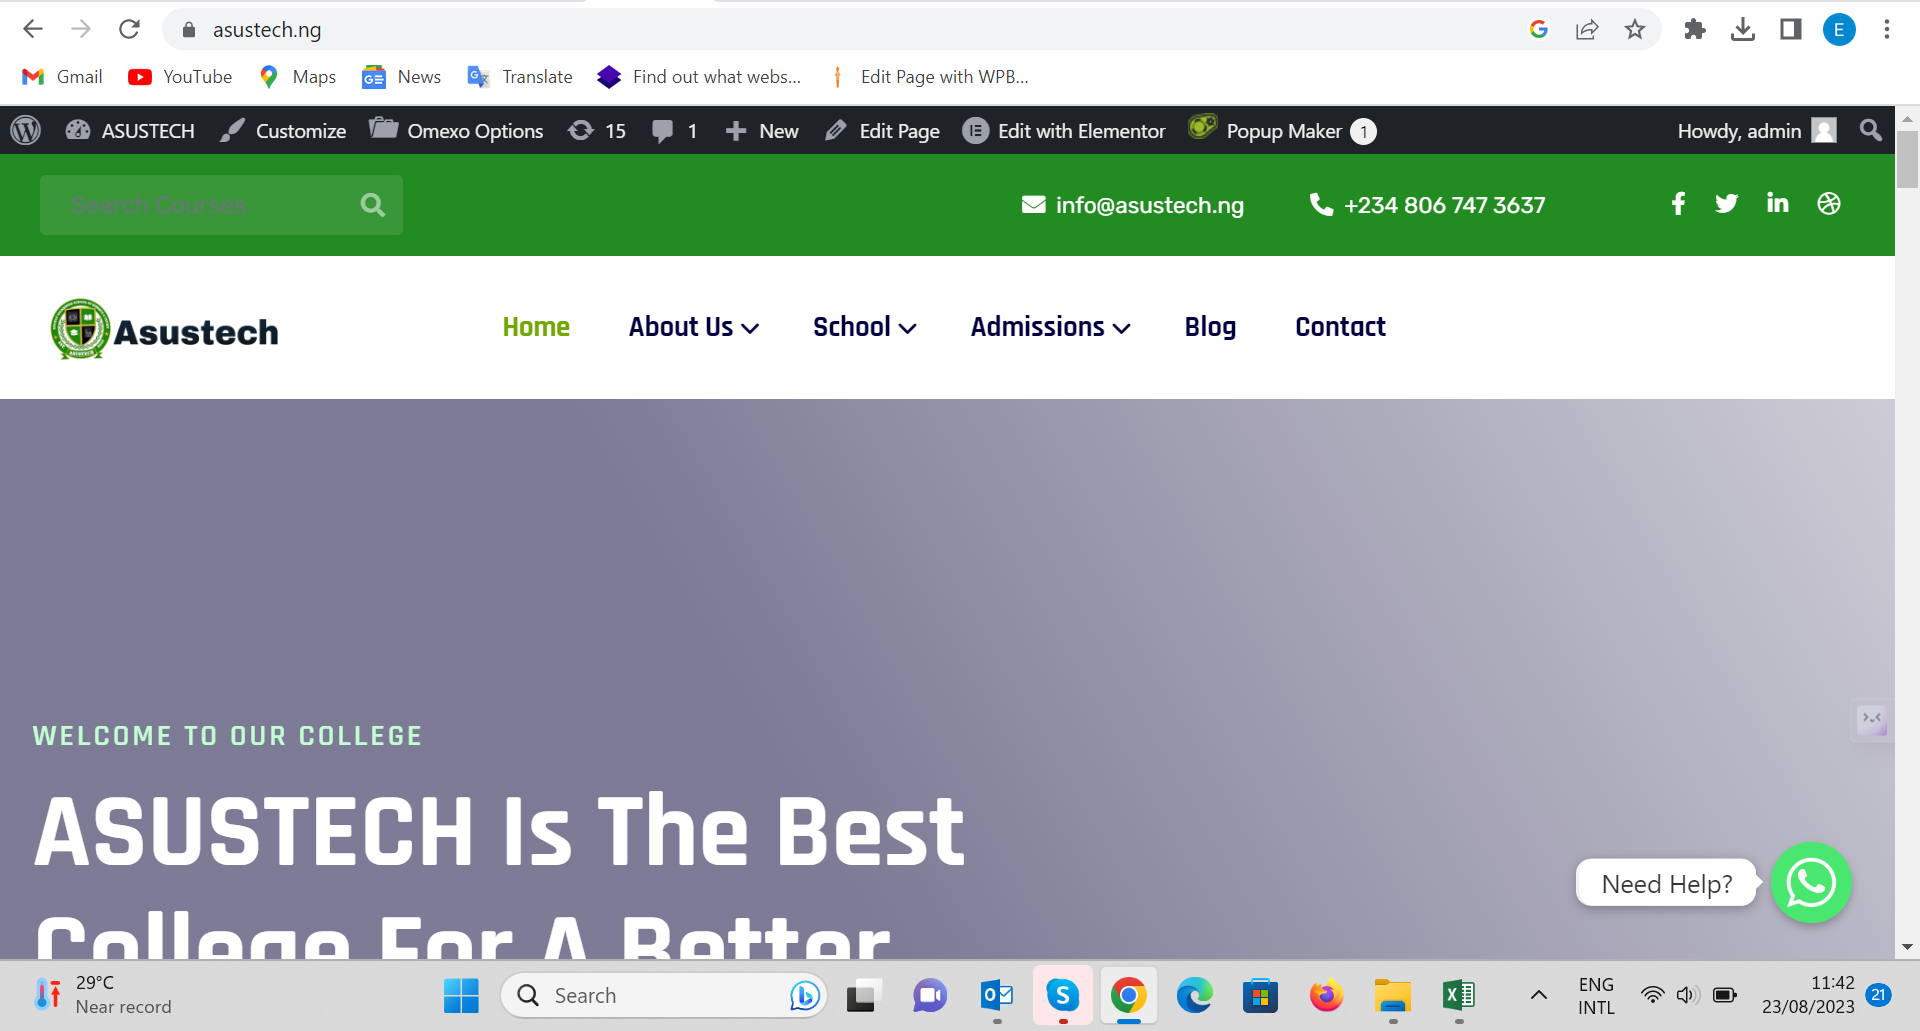 asustech.ng
E
Gmail YouTube Maps News Translate Find out what webs... Edit Page with WPB...
ASUSTECH Customize Omexo Options 15 1 New Edit Page Edit with Elementor Popup Maker 1 Howdy, admin
Search Courses info@asustech.ng +234 806 747 3637
Asustech Home About Us School Admissions Blog Contact
WELCOME TO OUR COLLEGE
ASUSTECH Is The Best
College For A Better
Need Help?
29°C
Near record
Search
ENG
INTL
11:42
23/08/2023
21